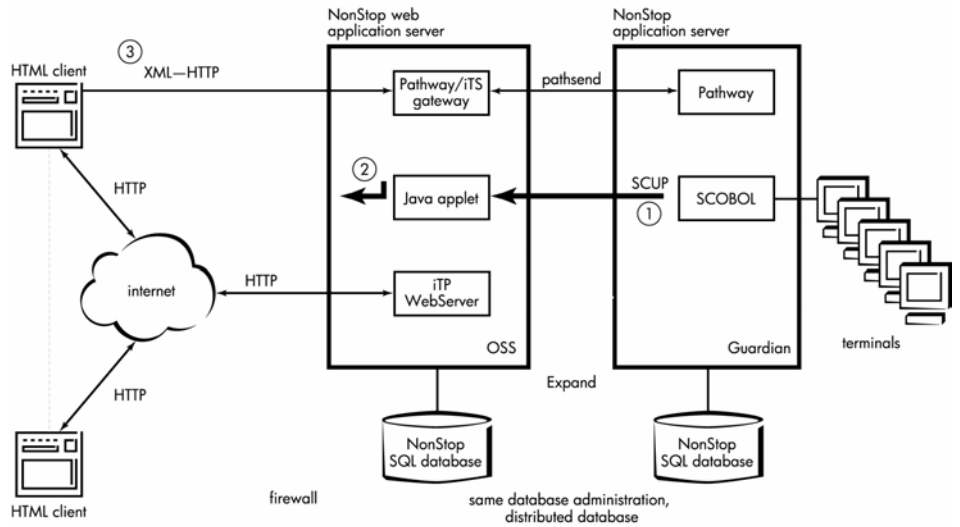 NonStop web
application server
NonStop
application server
③
HTML client
XML—HTTP
Pathway/iTS
gateway
pathsend
Pathway
HTTP
②
Java applet
SCUP
①
SCOBOL
internet
HTTP
iTP
WebServer
OSS
Guardian
terminals
HTTP
Expand
NonStop
SQL database
NonStop
SQL database
HTML client
firewall
same database administration,
distributed database